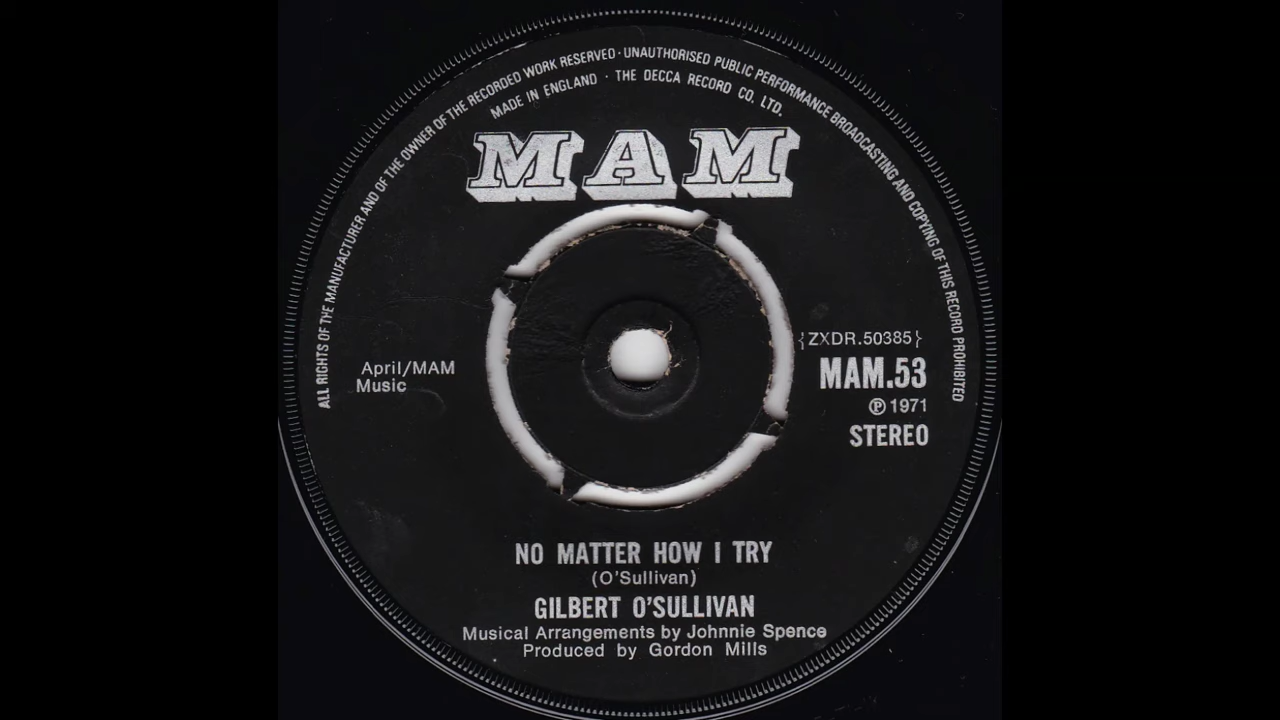 ALL RIGHTS OF THE MANUFACTURER AND OF THE OWNER OF THE RECORDED WORK RESERVED · UNAUTHORISED PUBLIC PERFORMANCE BROADCASTING AND COPYING OF THIS RECORD PROHIBITED
MADE IN ENGLAND · THE DECCA RECORD CO. LTD.
MAM
{ZXDR.50385}
April/MAM
Music
MAM.53
℗ 1971
STEREO
NO MATTER HOW I TRY
(O'Sullivan)
GILBERT O'SULLIVAN
Musical Arrangements by Johnnie Spence
Produced by Gordon Mills